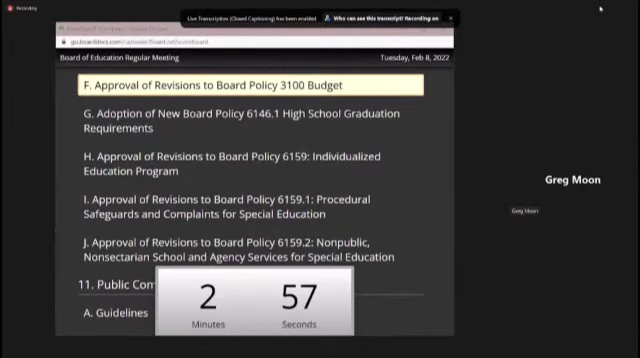 Recording
Live Transcription (Closed Captioning) has been enabled
Who can see this transcript? Recording on
Board of Education Regular Meeting
Tuesday, Feb 8, 2022
F. Approval of Revisions to Board Policy 3100 Budget
G. Adoption of New Board Policy 6146.1 High School Graduation
Requirements
H. Approval of Revisions to Board Policy 6159: Individualized
Education Program
I. Approval of Revisions to Board Policy 6159.1: Procedural
Safeguards and Complaints for Special Education
J. Approval of Revisions to Board Policy 6159.2: Nonpublic,
Nonsectarian School and Agency Services for Special Education
11. Public Com
A. Guidelines
2
57
Minutes
Seconds
Greg Moon
Greg Moon